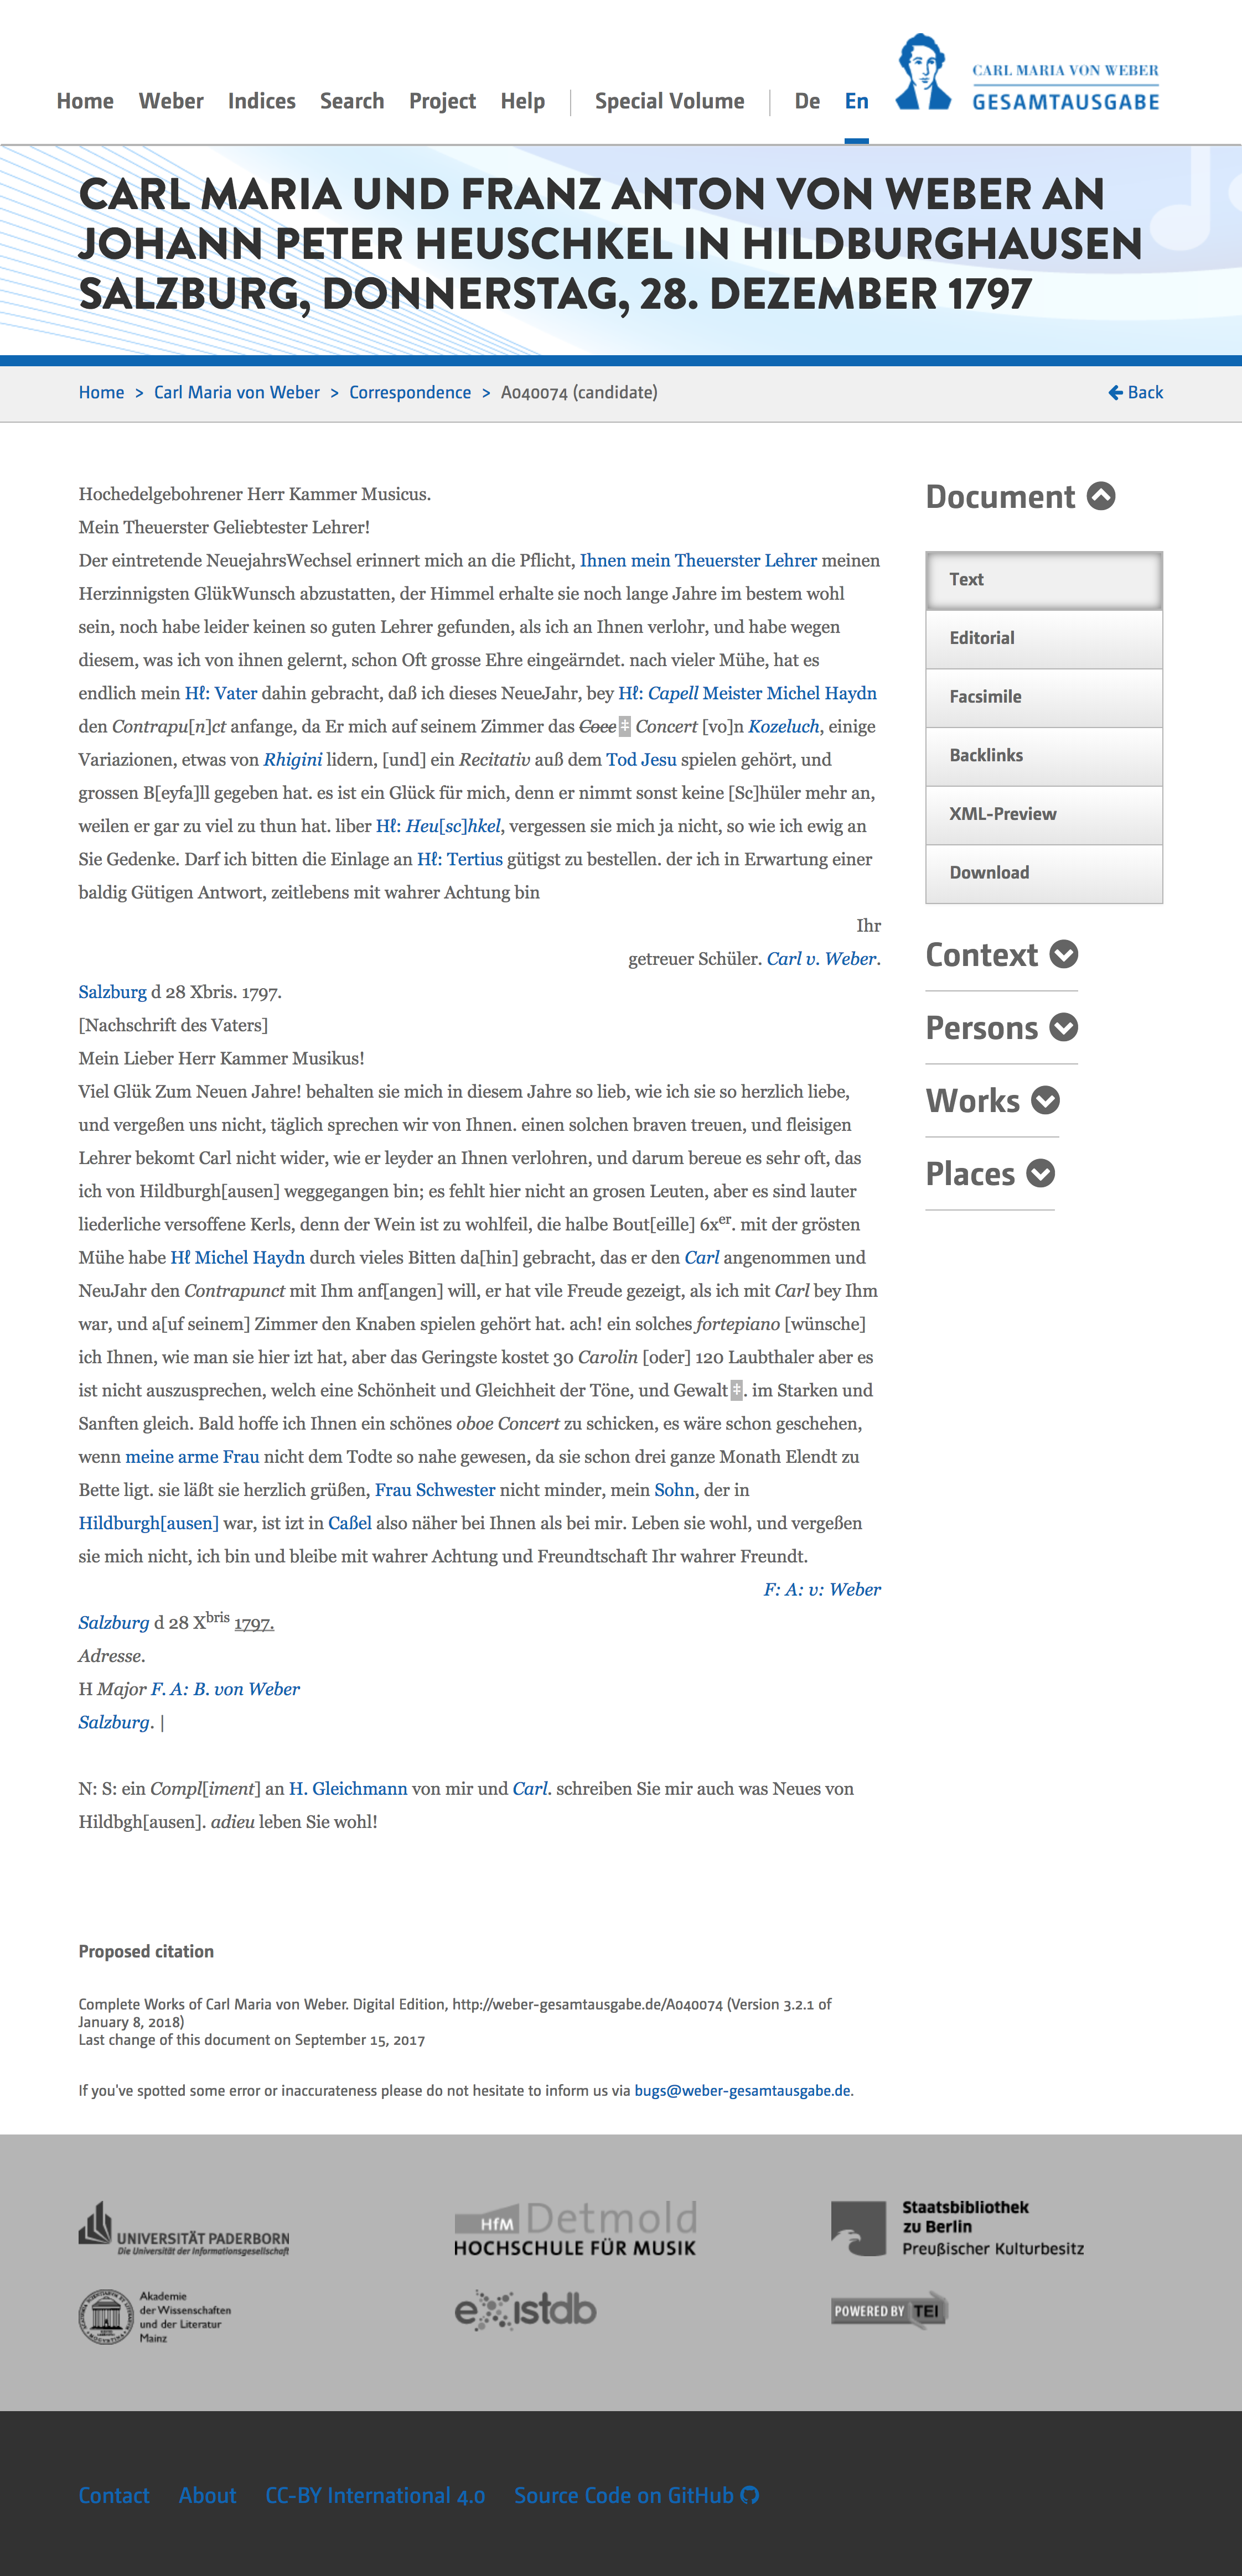 Home Weber Indices Search Project Help Special Volume De En
CARL MARIA VON WEBER
GESAMTAUSGABE
CARL MARIA UND FRANZ ANTON VON WEBER AN
JOHANN PETER HEUSCHKEL IN HILDBURGHAUSEN
SALZBURG, DONNERSTAG, 28. DEZEMBER 1797
Home > Carl Maria von Weber > Correspondence > A040074 (candidate) Back
Hochedelgebohrener Herr Kammer Musicus.
Mein Theuerster Geliebtester Lehrer!
Der eintretende NeuejahrsWechsel erinnert mich an die Pflicht, Ihnen mein Theuerster Lehrer meinen
Herzinnigsten GlükWunsch abzustatten, der Himmel erhalte sie noch lange Jahre im bestem wohl
sein, noch habe leider keinen so guten Lehrer gefunden, als ich an Ihnen verlohr, und habe wegen
diesem, was ich von ihnen gelernt, schon Oft grosse Ehre eingeärndet. nach vieler Mühe, hat es
endlich mein Hℓ: Vater dahin gebracht, daß ich dieses NeueJahr, bey Hℓ: Capell Meister Michel Haydn
den Contrapu[n]ct anfange, da Er mich auf seinem Zimmer das Coce ‡ Concert [vo]n Kozeluch, einige
Variazionen, etwas von Rhigini lidern, [und] ein Recitativ auß dem Tod Jesu spielen gehört, und
grossen B[eyfa]ll gegeben hat. es ist ein Glück für mich, denn er nimmt sonst keine [Sc]hüler mehr an,
weilen er gar zu viel zu thun hat. liber Hℓ: Heu[sc]hkel, vergessen sie mich ja nicht, so wie ich ewig an
Sie Gedenke. Darf ich bitten die Einlage an Hℓ: Tertius gütigst zu bestellen. der ich in Erwartung einer
baldig Gütigen Antwort, zeitlebens mit wahrer Achtung bin
Ihr
getreuer Schüler. Carl v. Weber.
Salzburg d 28 Xbris. 1797.
[Nachschrift des Vaters]
Mein Lieber Herr Kammer Musikus!
Viel Glük Zum Neuen Jahre! behalten sie mich in diesem Jahre so lieb, wie ich sie so herzlich liebe,
und vergeßen uns nicht, täglich sprechen wir von Ihnen. einen solchen braven treuen, und fleisigen
Lehrer bekomt Carl nicht wider, wie er leyder an Ihnen verlohren, und darum bereue es sehr oft, das
ich von Hildburgh[ausen] weggegangen bin; es fehlt hier nicht an grosen Leuten, aber es sind lauter
liederliche versoffene Kerls, denn der Wein ist zu wohlfeil, die halbe Bout[eille] 6xer. mit der grösten
Mühe habe Hℓ Michel Haydn durch vieles Bitten da[hin] gebracht, das er den Carl angenommen und
NeuJahr den Contrapunct mit Ihm anf[angen] will, er hat vile Freude gezeigt, als ich mit Carl bey Ihm
war, und a[uf seinem] Zimmer den Knaben spielen gehört hat. ach! ein solches fortepiano [wünsche]
ich Ihnen, wie man sie hier izt hat, aber das Geringste kostet 30 Carolin [oder] 120 Laubthaler aber es
ist nicht auszusprechen, welch eine Schönheit und Gleichheit der Töne, und Gewalt ‡. im Starken und
Sanften gleich. Bald hoffe ich Ihnen ein schönes oboe Concert zu schicken, es wäre schon geschehen,
wenn meine arme Frau nicht dem Todte so nahe gewesen, da sie schon drei ganze Monath Elendt zu
Bette ligt. sie läßt sie herzlich grüßen, Frau Schwester nicht minder, mein Sohn, der in
Hildburgh[ausen] war, ist izt in Caßel also näher bei Ihnen als bei mir. Leben sie wohl, und vergeßen
sie mich nicht, ich bin und bleibe mit wahrer Achtung und Freundtschaft Ihr wahrer Freundt.
F: A: v: Weber
Salzburg d 28 Xbris 1797.
Adresse.
H Major F. A: B. von Weber
Salzburg. |
N: S: ein Compl[iment] an H. Gleichmann von mir und Carl. schreiben Sie mir auch was Neues von
Hildbgh[ausen]. adieu leben Sie wohl!
Document
Text
Editorial
Facsimile
Backlinks
XML-Preview
Download
Context
Persons
Works
Places
Proposed citation
Complete Works of Carl Maria von Weber. Digital Edition, http://weber-gesamtausgabe.de/A040074 (Version 3.2.1 of
January 8, 2018)
Last change of this document on September 15, 2017
If you've spotted some error or inaccurateness please do not hesitate to inform us via bugs@weber-gesamtausgabe.de.
UNIVERSITÄT PADERBORN
Die Universität der Informationsgesellschaft
HfM Detmold
HOCHSCHULE FÜR MUSIK
Staatsbibliothek
zu Berlin
Preußischer Kulturbesitz
Akademie
der Wissenschaften
und der Literatur
Mainz
existdb
POWERED BY TEI
Contact About CC-BY International 4.0 Source Code on GitHub